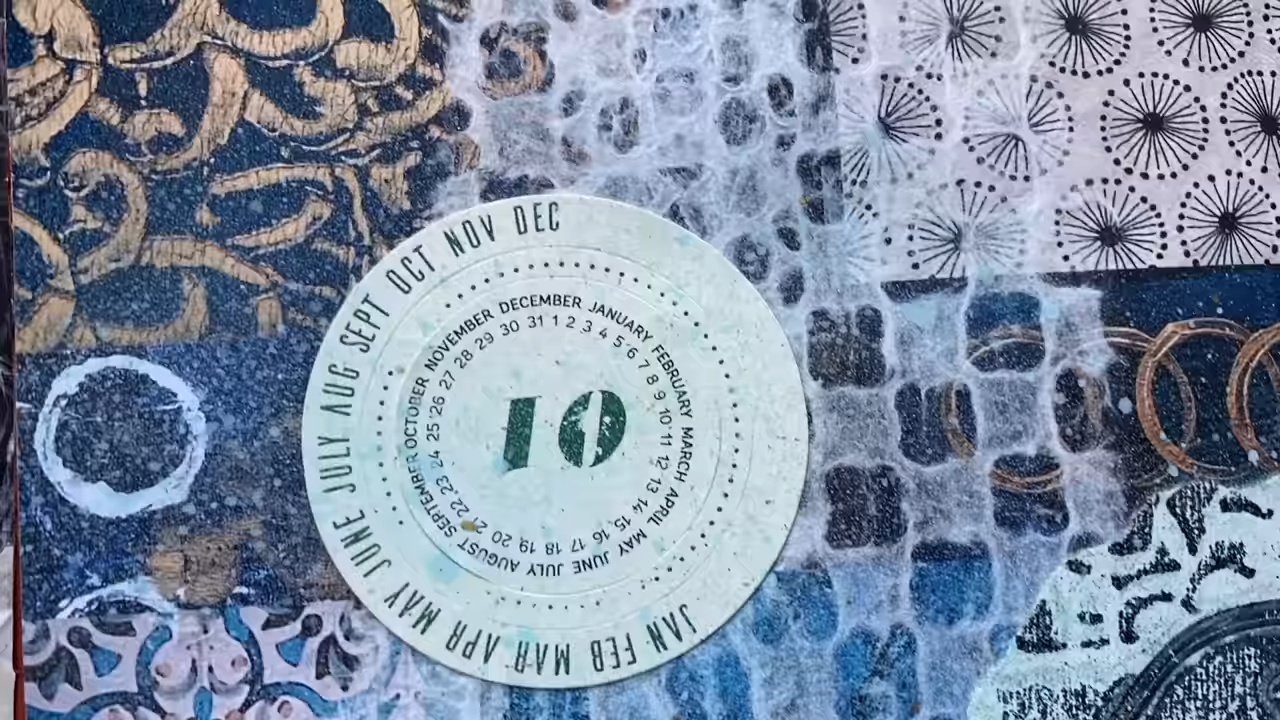 JAN FEB MAR APR MAY JUNE JULY AUG SEPT OCT NOV DEC
JANUARY FEBRUARY MARCH APRIL MAY JUNE JULY AUGUST SEPTEMBER OCTOBER NOVEMBER DECEMBER
1 2 3 4 5 6 7 8 9 10 11 12 13 14 15 16 17 18 19 20 21 22 23 24 25 26 27 28 29 30 31
10